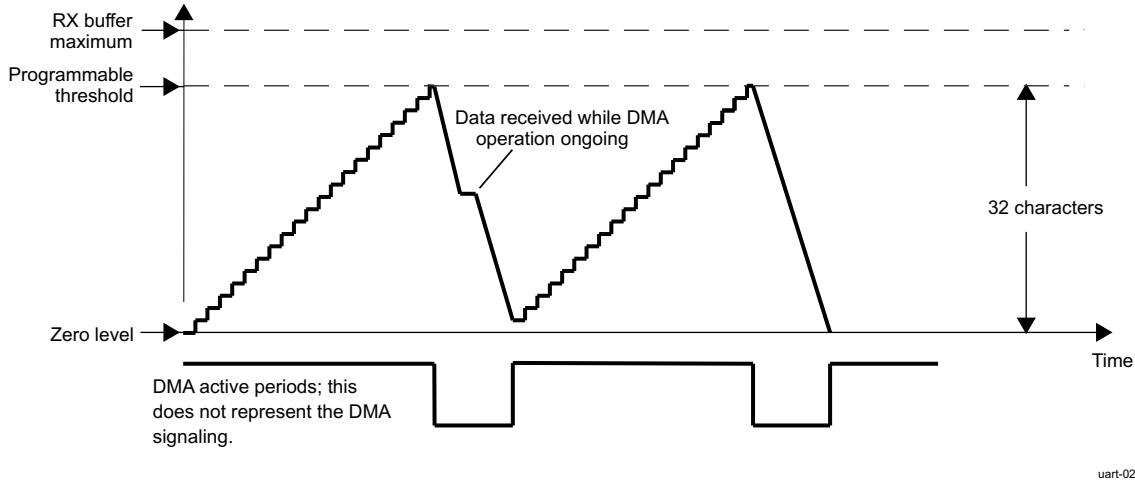 RX buffer
maximum
Programmable
threshold
Data received while DMA
operation ongoing
32 characters
Zero level
Time
DMA active periods; this
does not represent the DMA
signaling.
uart-02